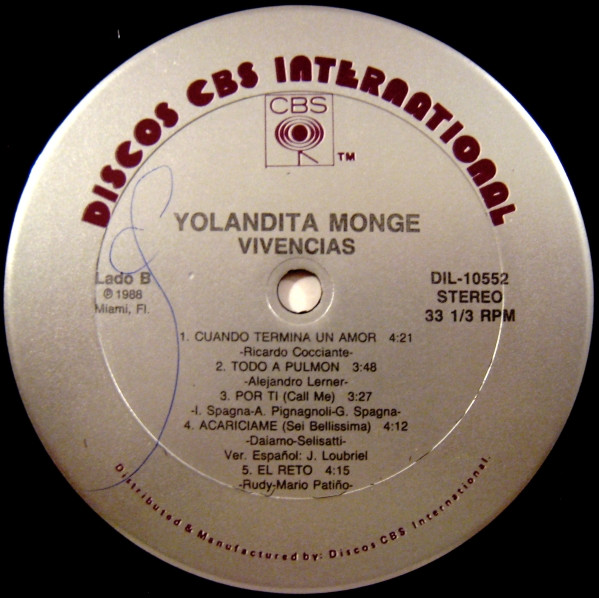 DISCOS CBS INTERNATIONAL
CBS
TM
YOLANDITA MONGE
VIVENCIAS
Lado B
℗ 1988
Miami, Fl.
DIL-10552
STEREO
33 1/3 RPM
1. CUANDO TERMINA UN AMOR 4:21
-Ricardo Cocciante-
2. TODO A PULMON 3:48
-Alejandro Lerner-
3. POR TI (Call Me) 3:27
-I. Spagna-A. Pignagnoli-G. Spagna-
4. ACARICIAME (Sei Bellissima) 4:12
-Daiamo-Selisatti-
Ver. Español: J. Loubriel
5. EL RETO 4:15
-Rudy-Mario Patiño-
Distributed & Manufactured by: Discos CBS International.